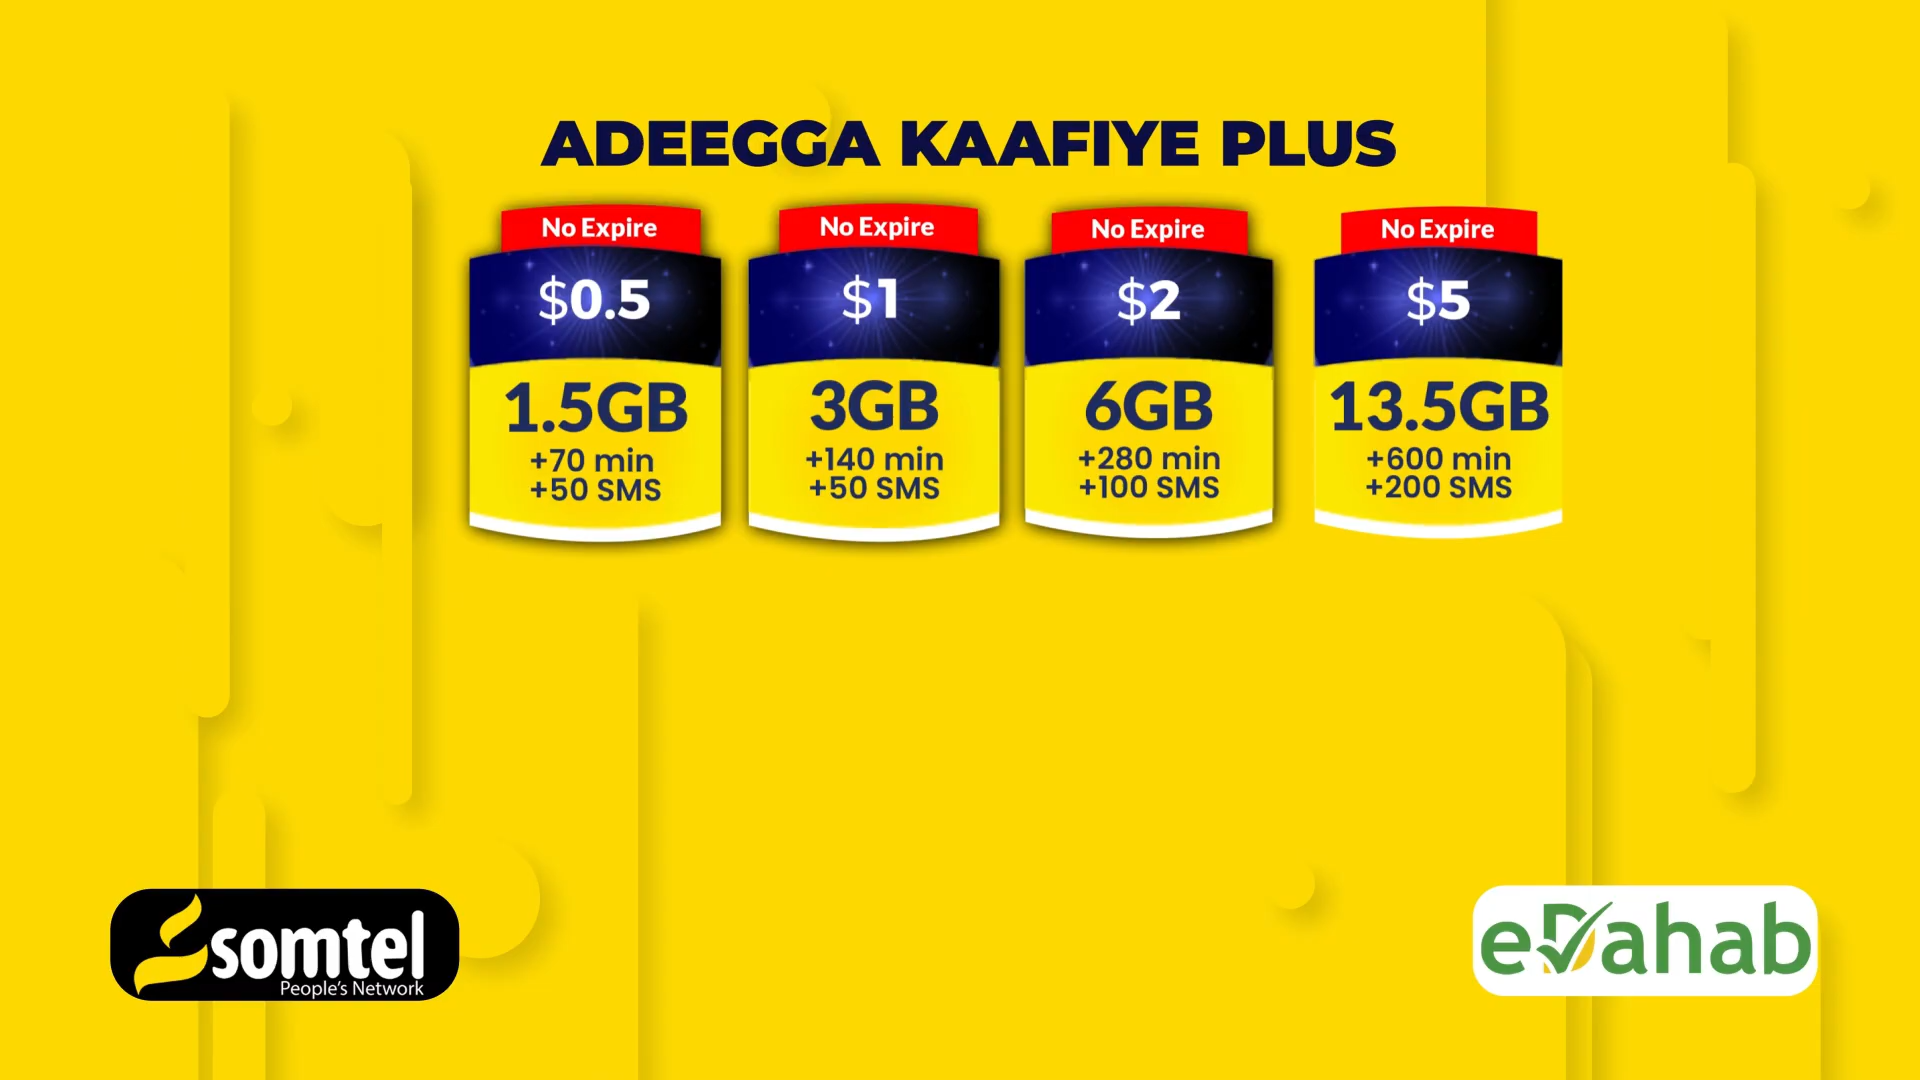 ADEEGGA KAAFIYE PLUS
No Expire
$0.5
1.5GB
+70 min
+50 SMS
No Expire
$1
3GB
+140 min
+50 SMS
No Expire
$2
6GB
+280 min
+100 SMS
No Expire
$5
13.5GB
+600 min
+200 SMS
somtel
People's Network
eDahab